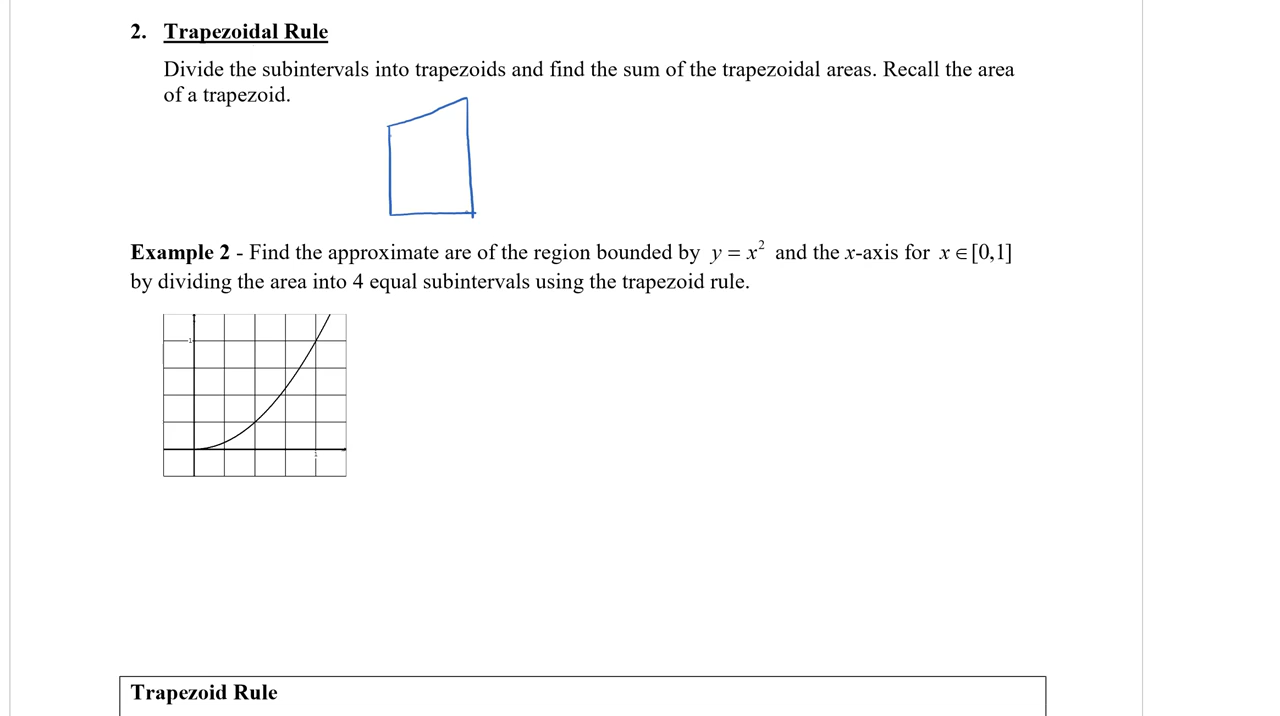 2. Trapezoidal Rule
Divide the subintervals into trapezoids and find the sum of the trapezoidal areas. Recall the area
of a trapezoid.
Example 2 - Find the approximate are of the region bounded by y = x² and the x-axis for x ∈ [0,1]
by dividing the area into 4 equal subintervals using the trapezoid rule.
1
1
Trapezoid Rule